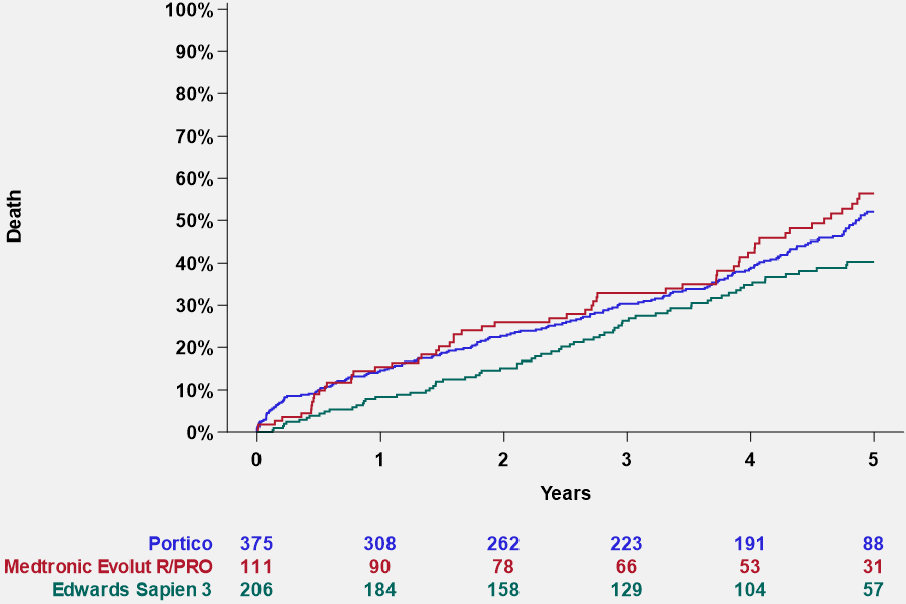 100%
90%
80%
70%
60%
50%
40%
30%
20%
10%
0%
Death
0 1 2 3 4 5
Years
Portico 375 308 262 223 191 88
Medtronic Evolut R/PRO 111 90 78 66 53 31
Edwards Sapien 3 206 184 158 129 104 57